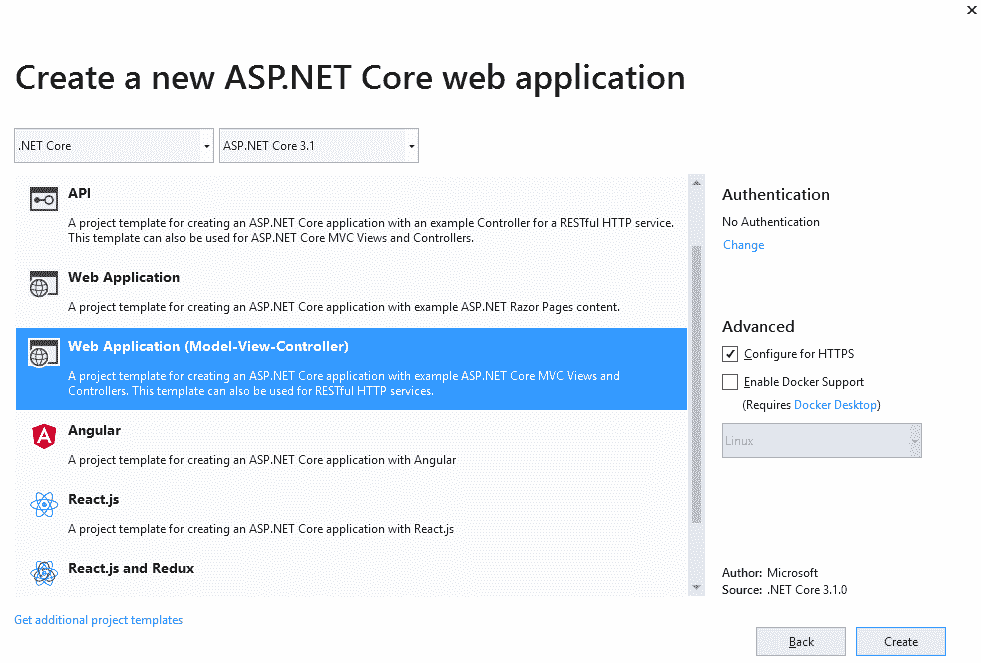 Create a new ASP.NET Core web application
.NET Core
ASP.NET Core 3.1
API
A project template for creating an ASP.NET Core application with an example Controller for a RESTful HTTP service.
This template can also be used for ASP.NET Core MVC Views and Controllers.
Web Application
A project template for creating an ASP.NET Core application with example ASP.NET Razor Pages content.
Web Application (Model-View-Controller)
A project template for creating an ASP.NET Core application with example ASP.NET Core MVC Views and
Controllers. This template can also be used for RESTful HTTP services.
Angular
A project template for creating an ASP.NET Core application with Angular
React.js
A project template for creating an ASP.NET Core application with React.js
React.js and Redux
Get additional project templates
Authentication
No Authentication
Change
Advanced
Configure for HTTPS
Enable Docker Support
(Requires Docker Desktop)
Linux
Author: Microsoft
Source: .NET Core 3.1.0
Back
Create